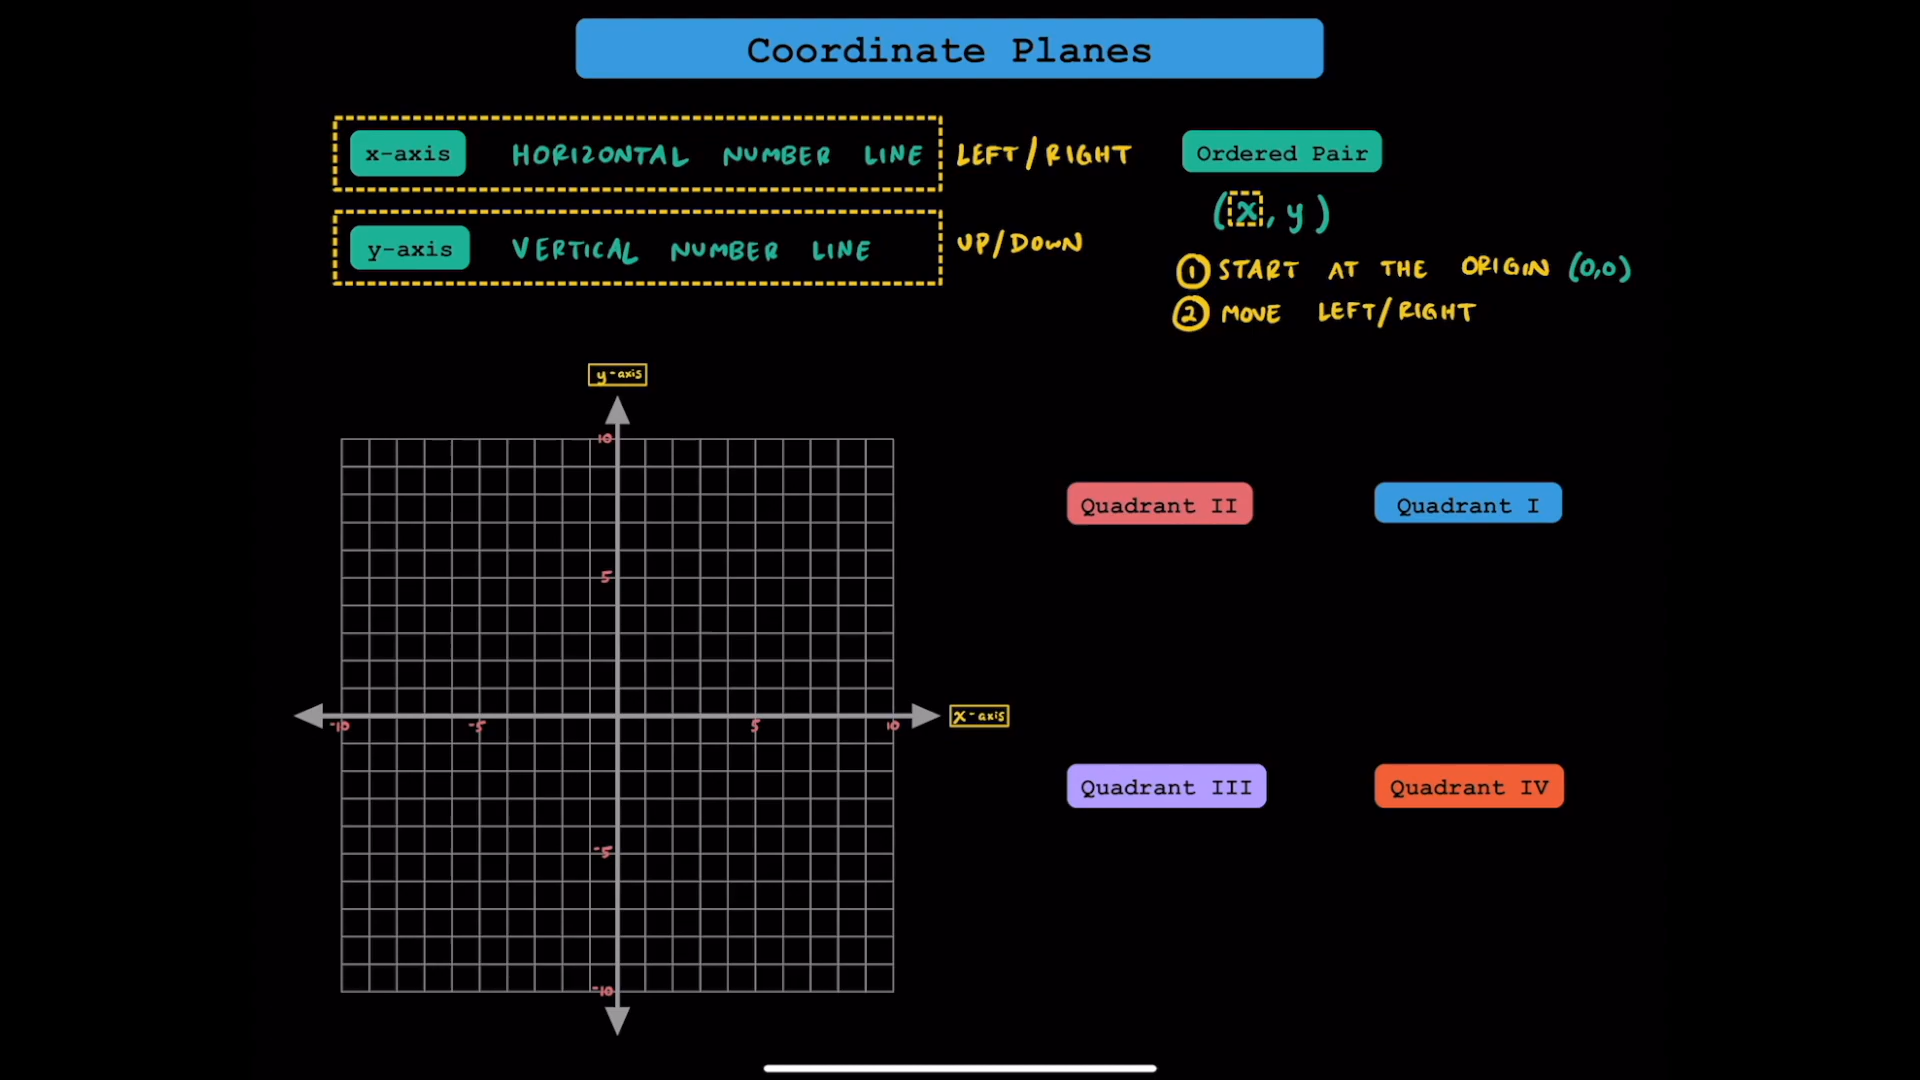 Coordinate Planes
x-axis HORIZONTAL NUMBER LINE LEFT/RIGHT
y-axis VERTICAL NUMBER LINE UP/DOWN
Ordered Pair
(x, y)
1 START AT THE ORIGIN (0,0)
2 MOVE LEFT/RIGHT
y-axis
10
5
-10 -5 5 10
x-axis
-5
-10
Quadrant II Quadrant I
Quadrant III Quadrant IV